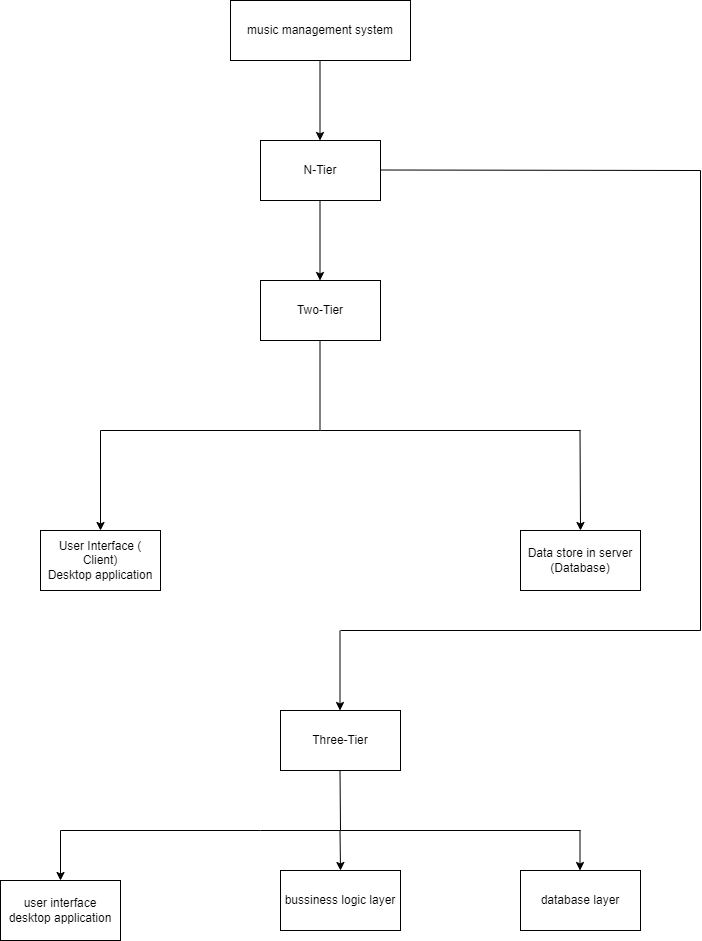 music management system
N-Tier
Two-Tier
User Interface (
Client)
Desktop application
Data store in server
(Database)
Three-Tier
user interface
desktop application
bussiness logic layer
database layer